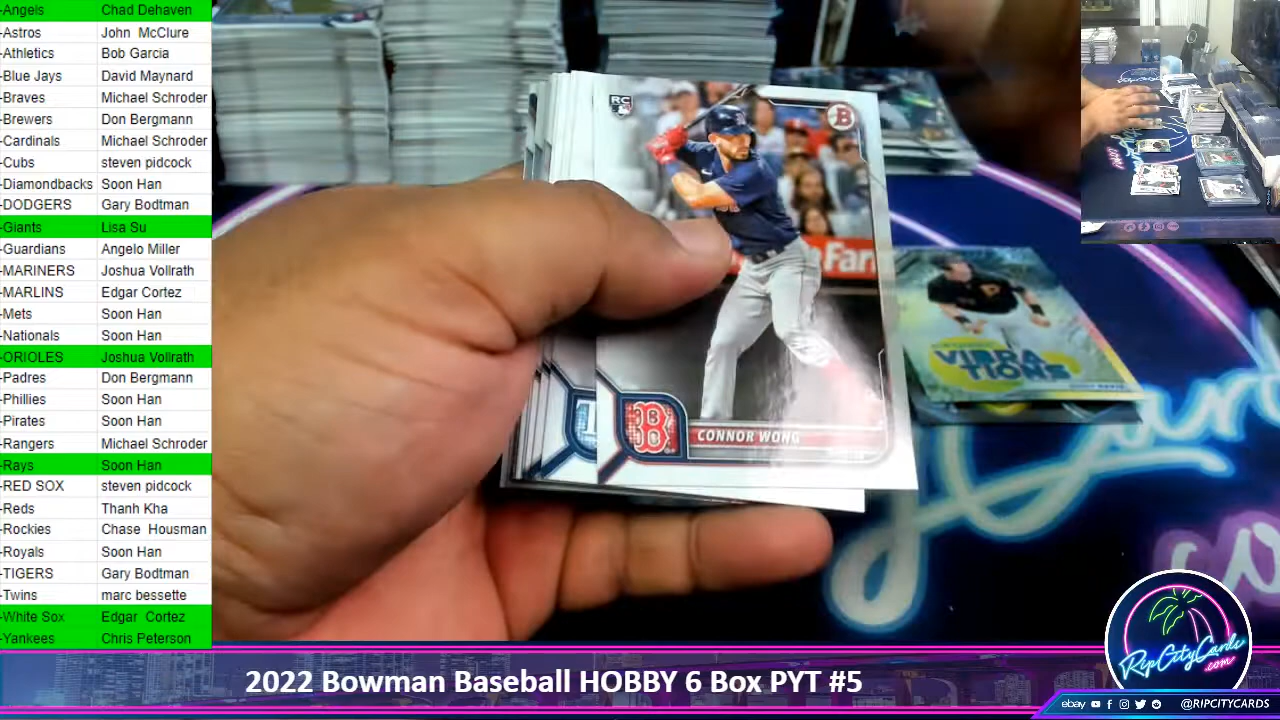 -Angels Chad Dehaven
-Astros John McClure
-Athletics Bob Garcia
-Blue Jays David Maynard
-Braves Michael Schroder
-Brewers Don Bergmann
-Cardinals Michael Schroder
-Cubs steven pidcock
-Diamondbacks Soon Han
-DODGERS Gary Bodtman
-Giants Lisa Su
-Guardians Angelo Miller
-MARINERS Joshua Vollrath
-MARLINS Edgar Cortez
-Mets Soon Han
-Nationals Soon Han
-ORIOLES Joshua Vollrath
-Padres Don Bergmann
-Phillies Soon Han
-Pirates Soon Han
-Rangers Michael Schroder
-Rays Soon Han
-RED SOX steven pidcock
-Reds Thanh Kha
-Rockies Chase Housman
-Royals Soon Han
-TIGERS Gary Bodtman
-Twins marc bessette
-White Sox Edgar Cortez
-Yankees Chris Peterson
RC
B
B
CONNOR WONG
VIBRA
TIONS
2022 Bowman Baseball HOBBY 6 Box PYT #5
RipCityCards
.com
ebay @RIPCITYCARDS